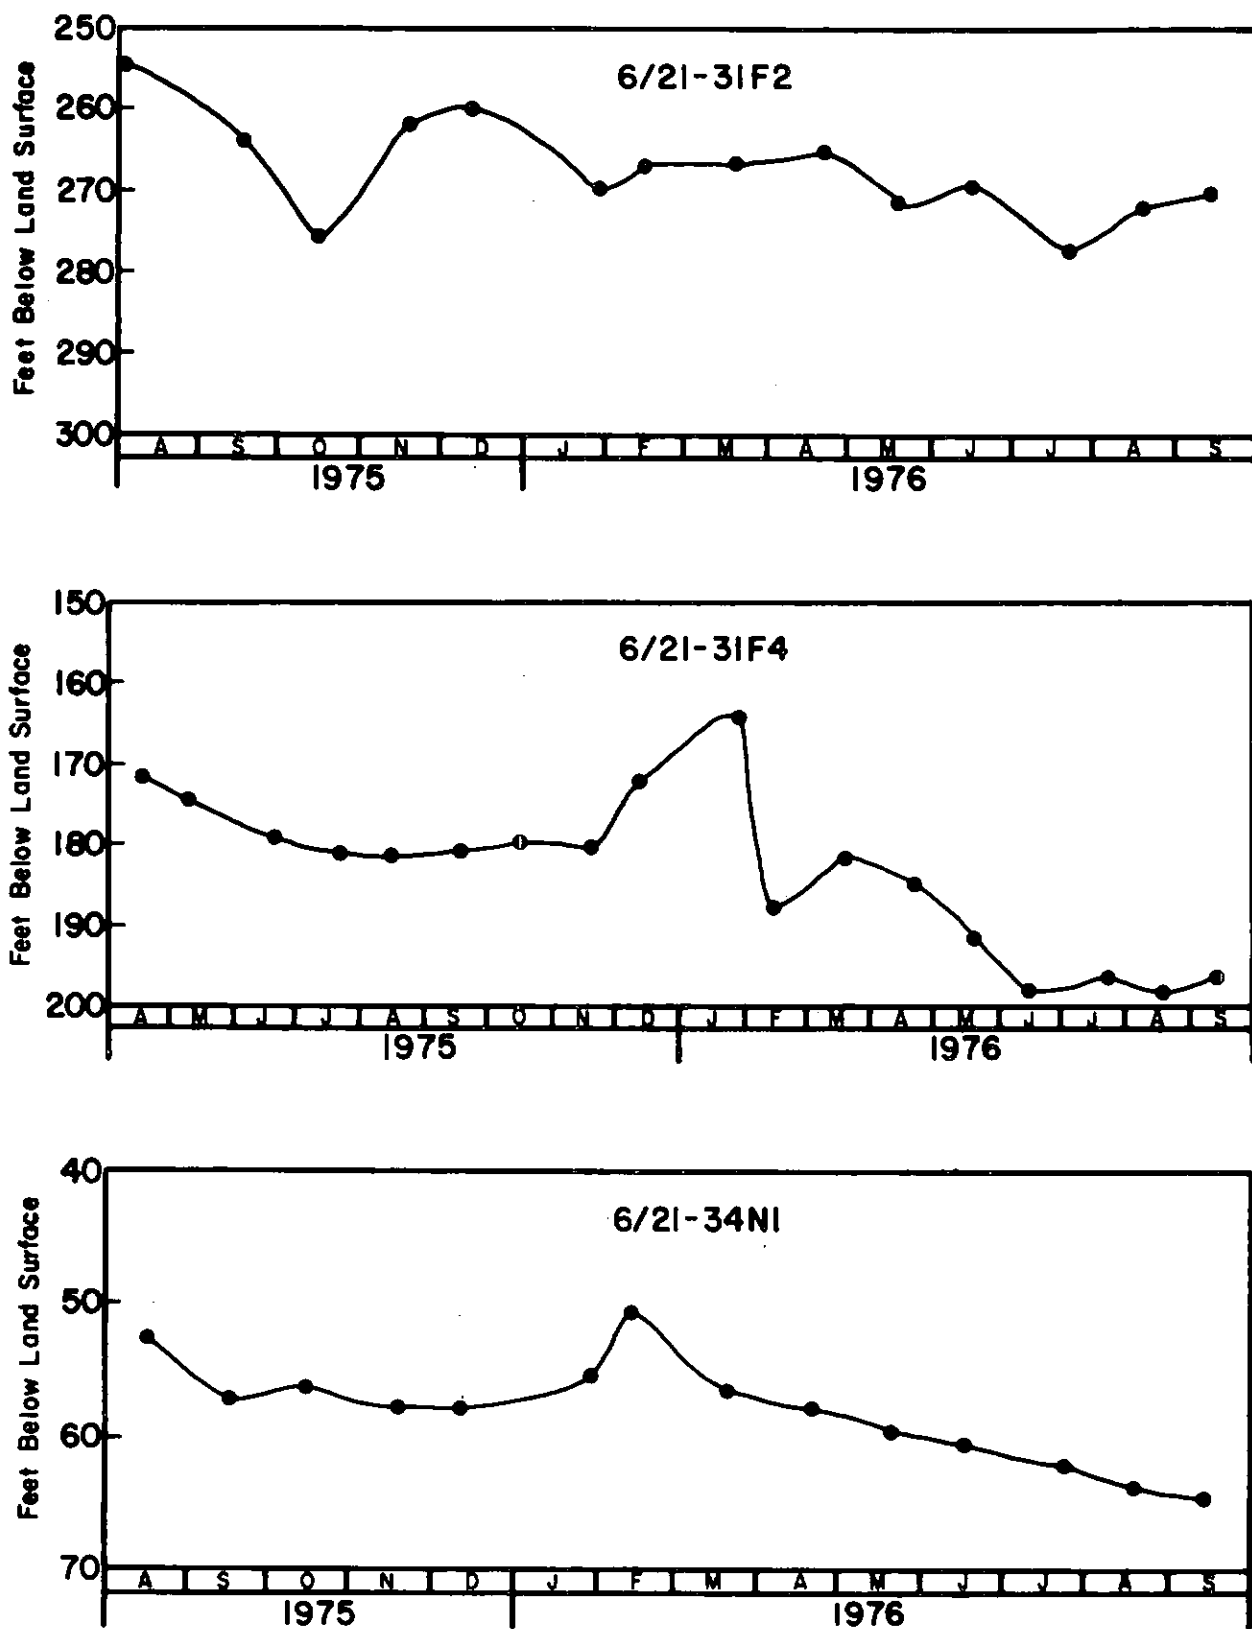 6/21-31F2
Feet Below Land Surface
250
260
270
280
290
300
A S O N D J F M A M J J A S
1975 1976
6/21-31F4
Feet Below Land Surface
150
160
170
180
190
200
A M J J A S O N D J F M A M J J A S
1975 1976
6/21-34N1
Feet Below Land Surface
40
50
60
70
A S O N D J F M A M J J A S
1975 1976